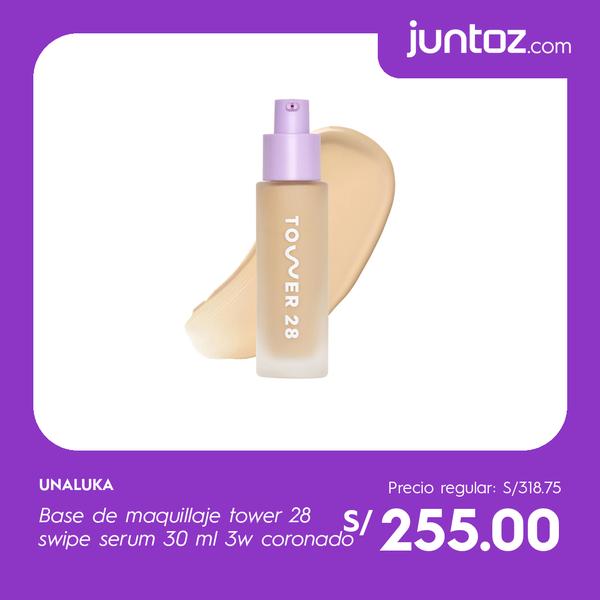 juntoz.com
TOWER 28
UNALUKA
Base de maquillaje tower 28
swipe serum 30 ml 3w coronado
Precio regular: S/318.75
S/ 255.00